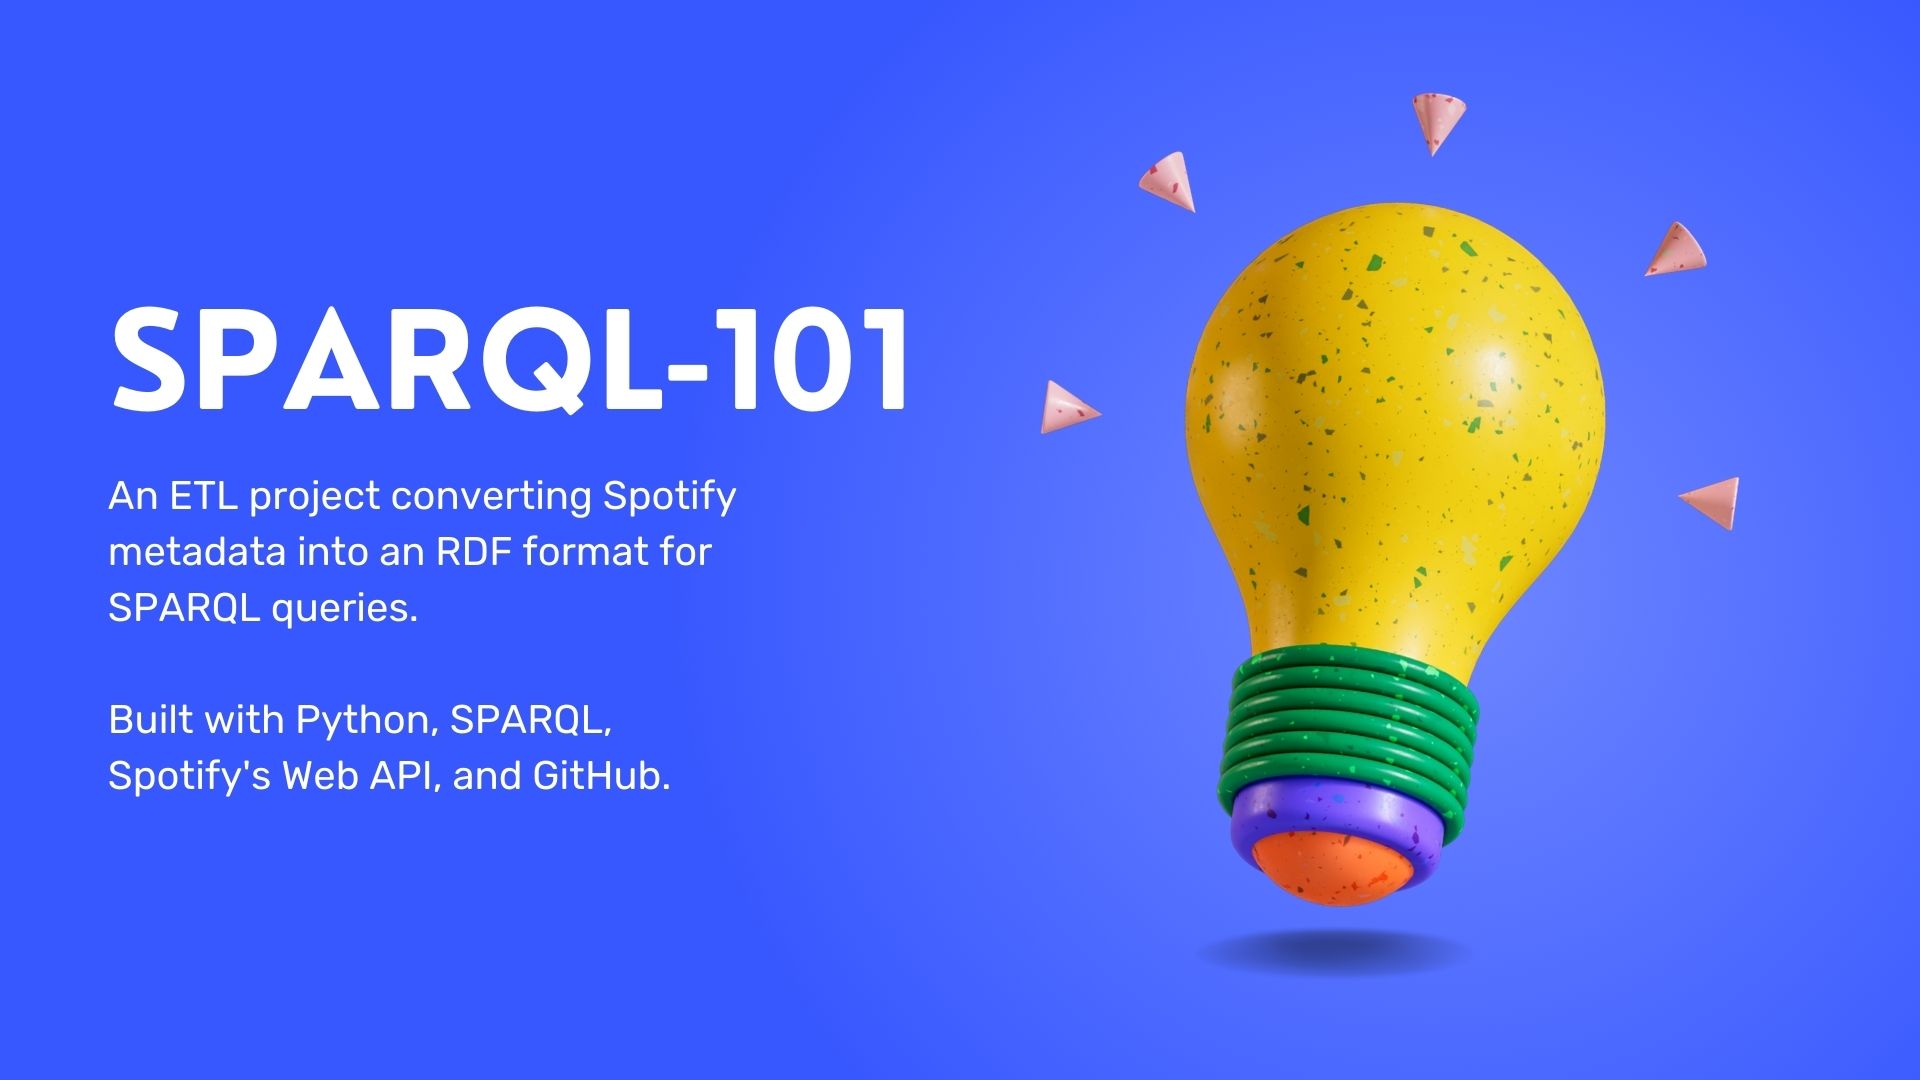 SPARQL-101
An ETL project converting Spotify
metadata into an RDF format for
SPARQL queries.
Built with Python, SPARQL,
Spotify's Web API, and GitHub.